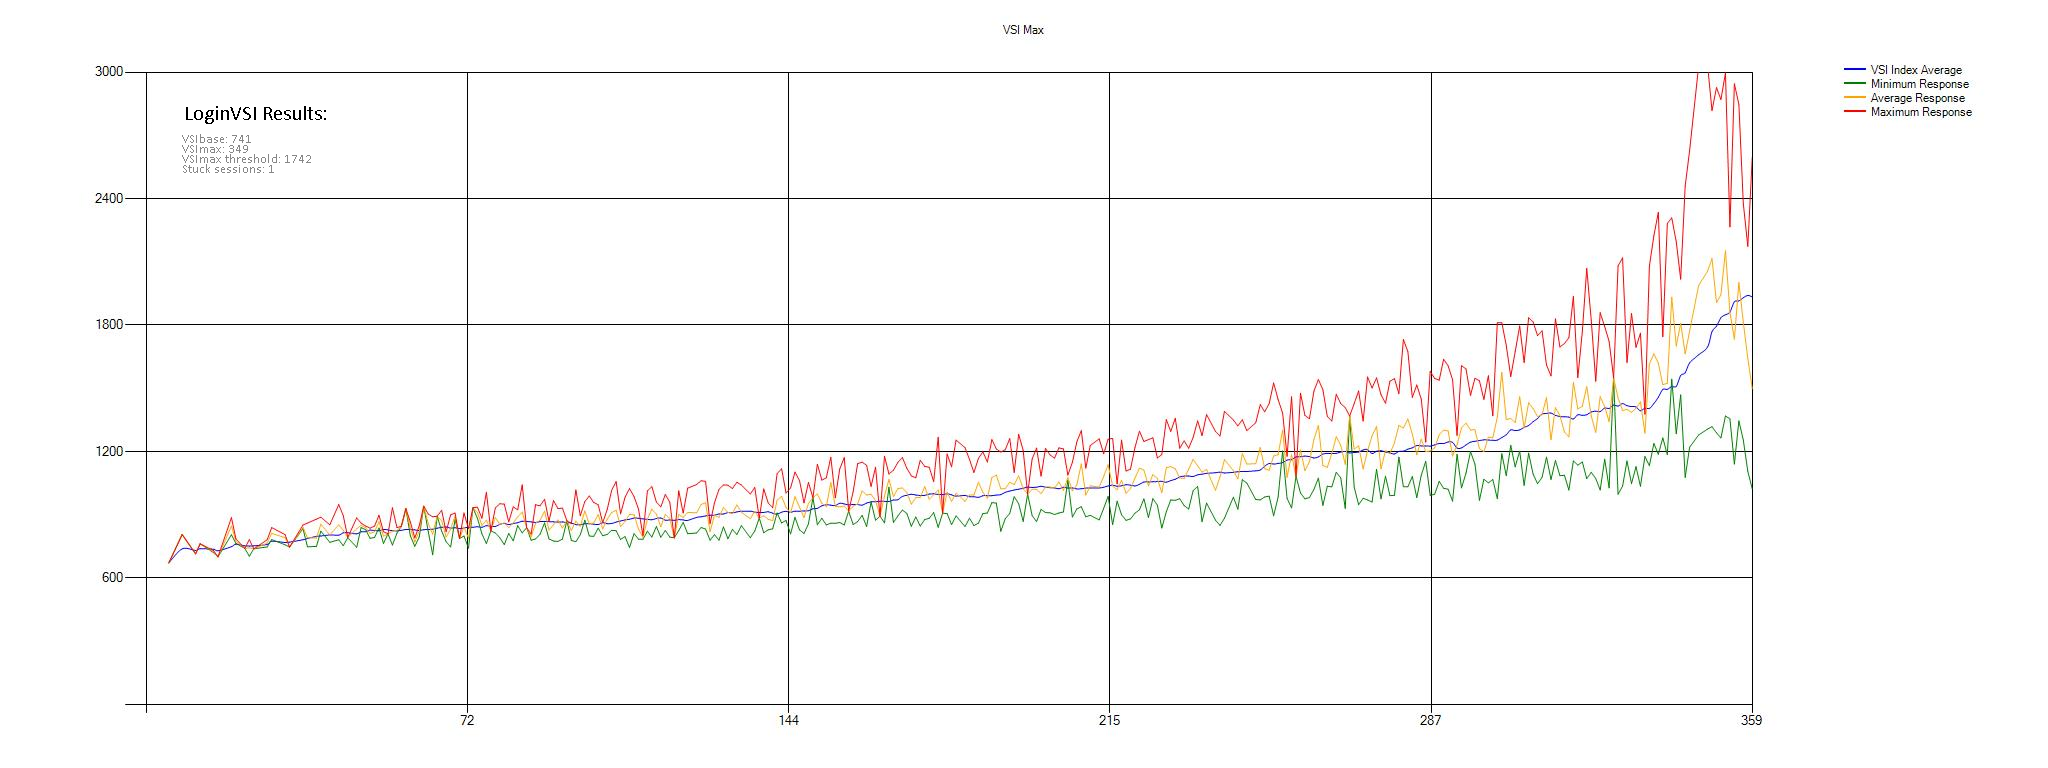 VSI Max
3000
2400
1800
1200
600
LoginVSI Results:
VSIbase: 741
VSImax: 349
VSImax threshold: 1742
Stuck sessions: 1
72
144
215
287
359
VSI Index Average
Minimum Response
Average Response
Maximum Response